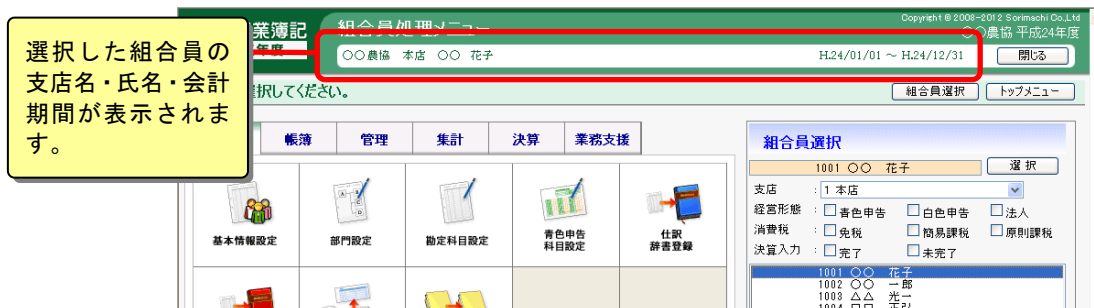 選択した組合員の
支店名・氏名・会計
期間が表示されま
す。
業簿記
年度
組合員処理メニュー
Copyright © 2008-2012 Sorimachi Co.,Ltd
○○農協 平成24年度
○○農協 本店 ○○ 花子
H.24/01/01 ～ H.24/12/31
閉じる
択してください。
組合員選択
トップメニュー
帳簿
管理
集計
決算
業務支援
基本情報設定
部門設定
勘定科目設定
青色申告
科目設定
仕訳
辞書登録
組合員選択
1001 ○○ 花子
選 択
支店 : 1 本店
経営形態 : 青色申告 白色申告 法人
消費税 : 免税 簡易課税 原則課税
決算入力 : 完了 未完了
1001 ○○ 花子
1002 ○○ 一郎
1003 △△ 光一